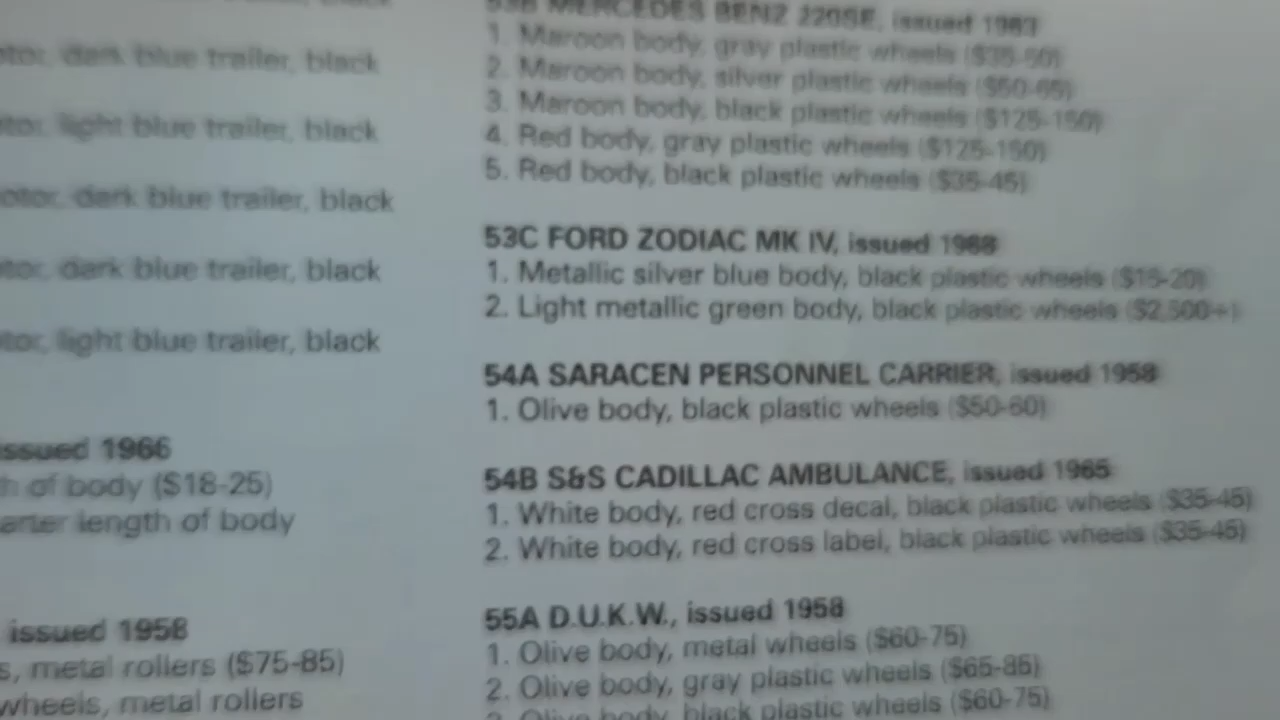 dark blue trailer, black
light blue trailer, black
dark blue trailer, black
dark blue trailer, black
light blue trailer, black
issued 1966
of body ($18-25)
length of body
issued 1958
metal rollers ($75-85)
wheels, metal rollers
53B MERCEDES BENZ 220SE, issued 1963
1. Maroon body, gray plastic wheels ($35-50)
2. Maroon body, silver plastic wheels ($50-65)
3. Maroon body, black plastic wheels ($125-150)
4. Red body, gray plastic wheels ($125-150)
5. Red body, black plastic wheels ($35-45)
53C FORD ZODIAC MK IV, issued 1968
1. Metallic silver blue body, black plastic wheels ($15-20)
2. Light metallic green body, black plastic wheels ($2,500+)
54A SARACEN PERSONNEL CARRIER, issued 1958
1. Olive body, black plastic wheels ($50-60)
54B S&S CADILLAC AMBULANCE, issued 1965
1. White body, red cross decal, black plastic wheels ($35-45)
2. White body, red cross label, black plastic wheels ($35-45)
55A D.U.K.W., issued 1958
1. Olive body, metal wheels ($60-75)
2. Olive body, gray plastic wheels ($65-85)
Olive body, black plastic wheels ($60-75)